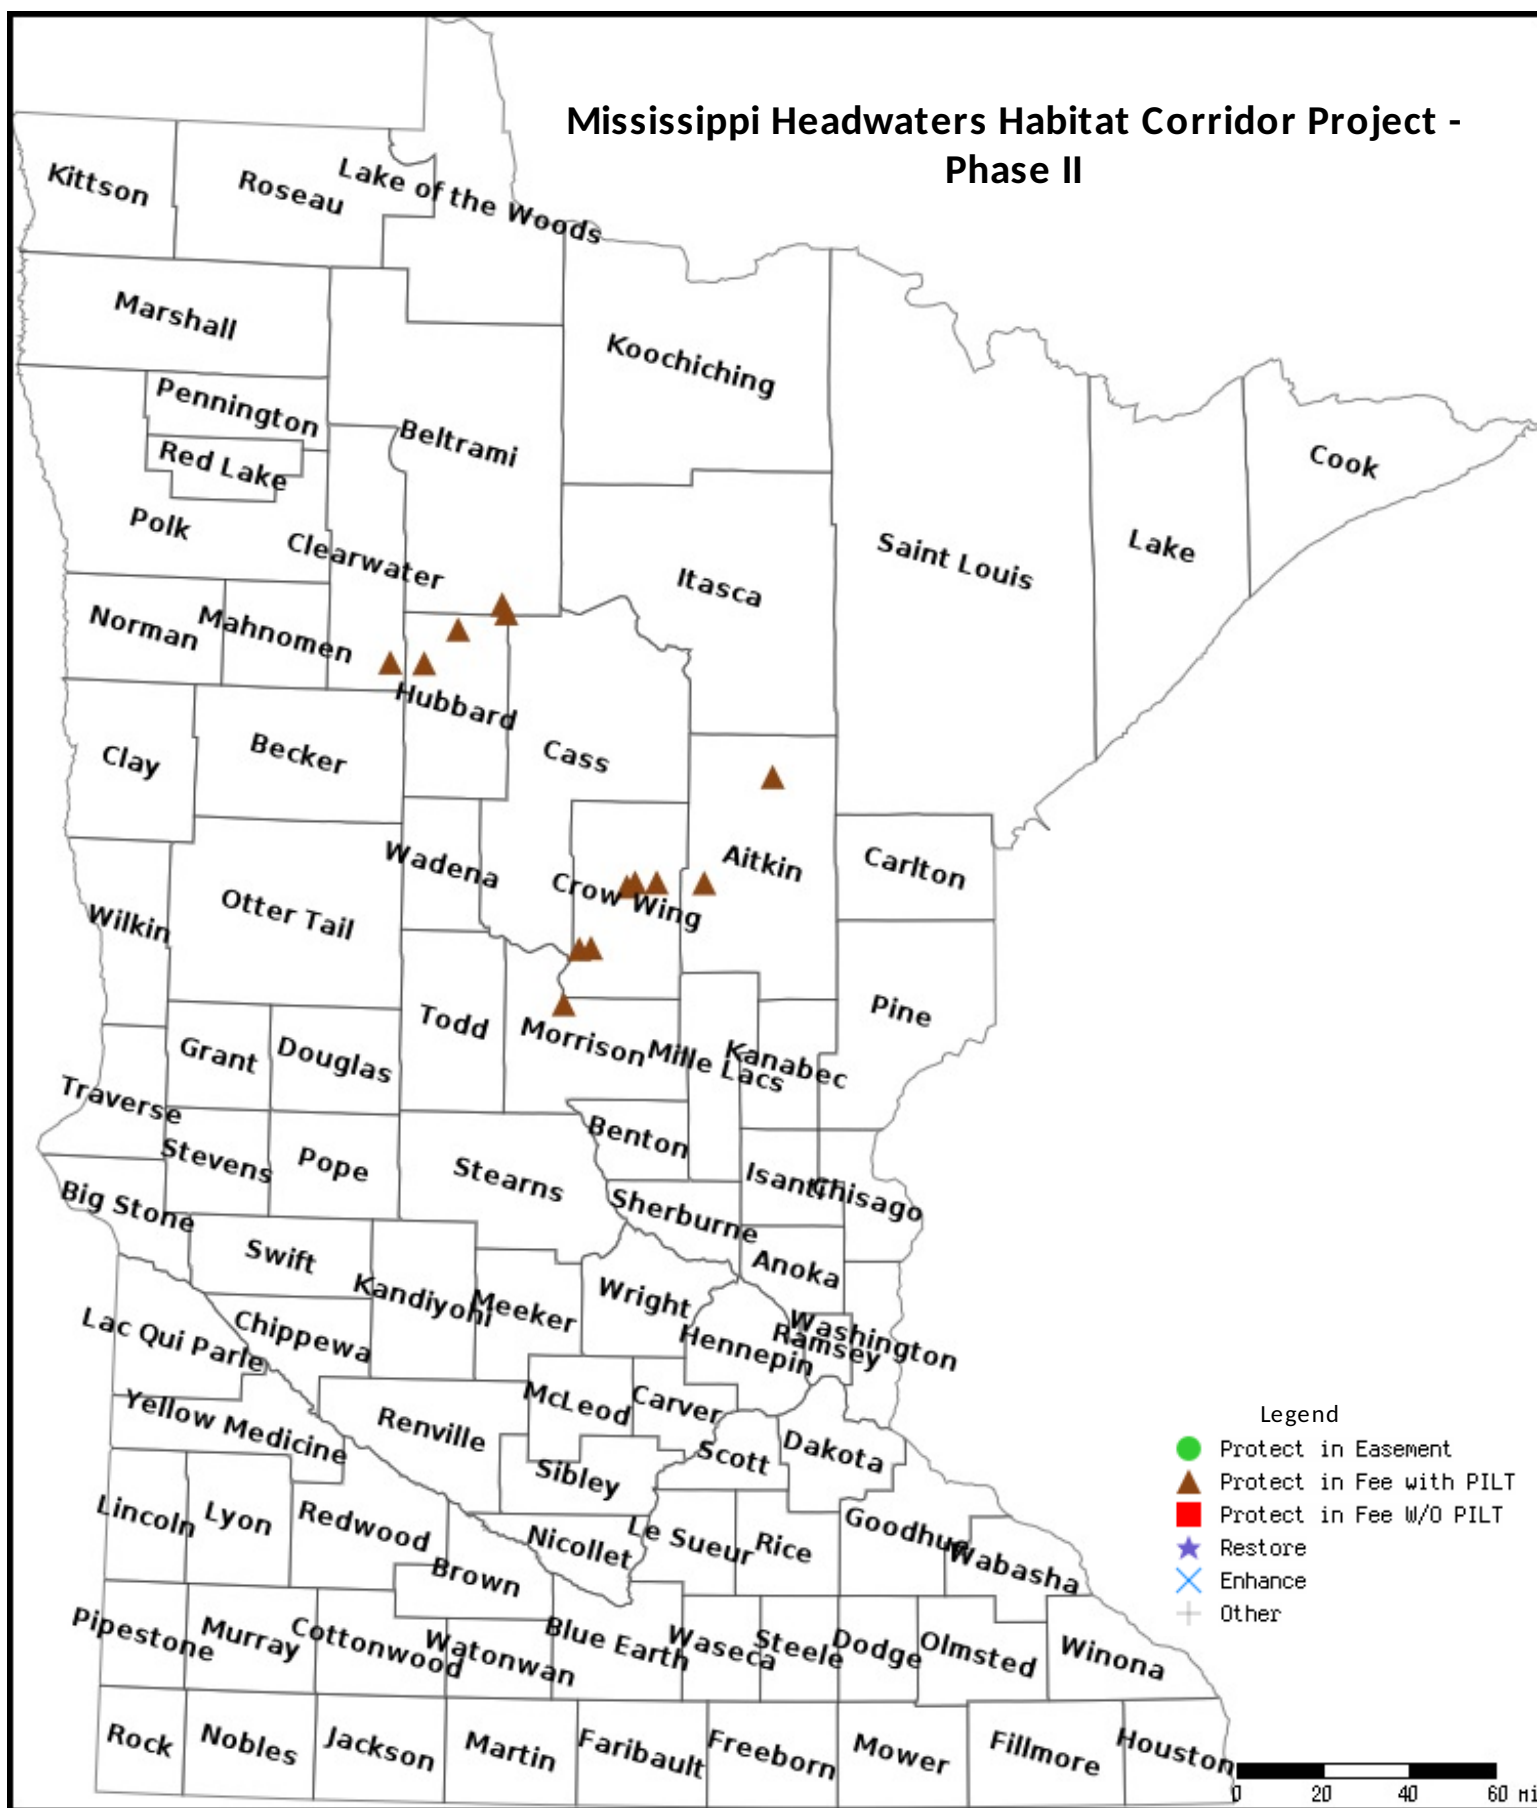 Mississippi Headwaters Habitat Corridor Project -
Phase II
Kittson
Roseau
Lake of the Woods
Marshall
Koochiching
Pennington
Beltrami
Red Lake
Cook
Polk
Clearwater
Saint Louis
Lake
Itasca
Norman
Mahnomen
Hubbard
Clay
Becker
Cass
Wadena
Aitkin
Carlton
Crow Wing
Otter Tail
Wilkin
Pine
Todd
Morrison
Mille Lacs
Kanabec
Grant
Douglas
Traverse
Benton
Stevens
Pope
Stearns
Isanti
Chisago
Big Stone
Sherburne
Swift
Anoka
Kandiyohi
Meeker
Wright
Lac Qui Parle
Chippewa
Hennepin
Ramsey
Washington
McLeod
Carver
Yellow Medicine
Renville
Scott
Dakota
Sibley
Lincoln
Lyon
Redwood
Nicollet
Le Sueur
Rice
Goodhue
Wabasha
Brown
Pipestone
Murray
Cottonwood
Watonwan
Blue Earth
Waseca
Steele
Dodge
Olmsted
Winona
Rock
Nobles
Jackson
Martin
Faribault
Freeborn
Mower
Fillmore
Houston
Legend
Protect in Easement
Protect in Fee with PILT
Protect in Fee W/O PILT
Restore
Enhance
Other
0 20 40 60 Mi